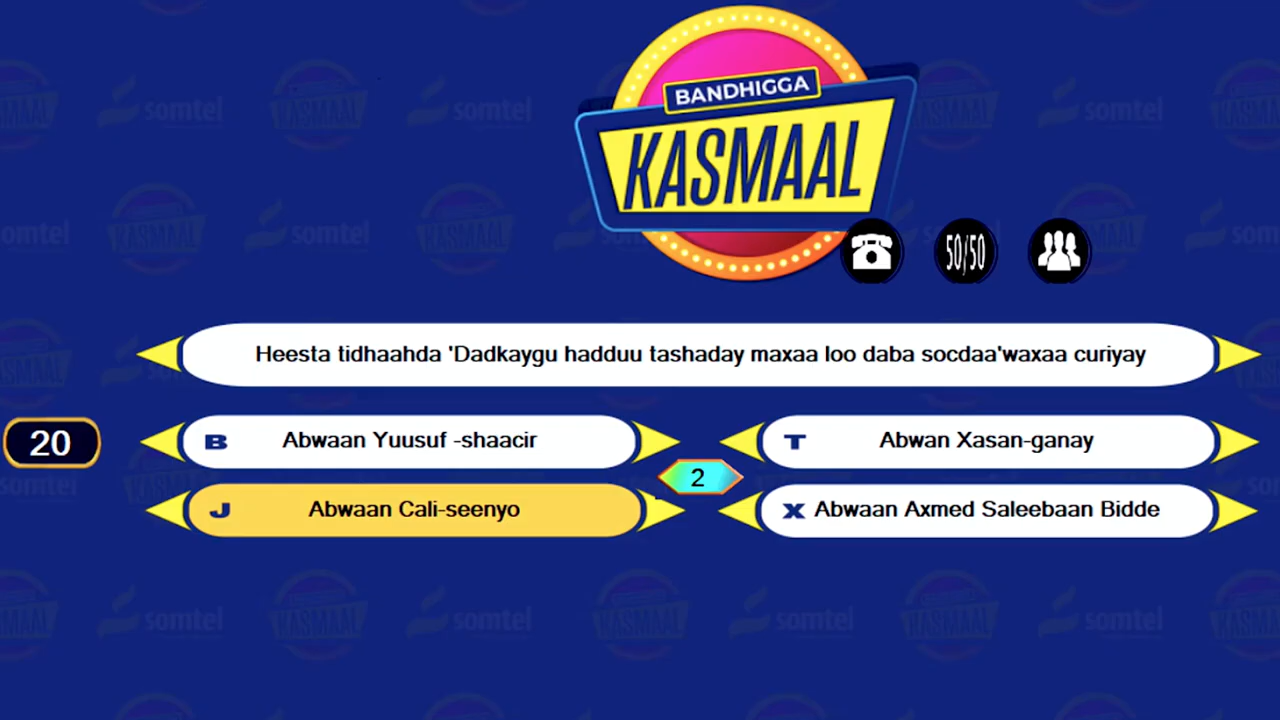 BANDHIGGA
KASMAAL
50/50
Heesta tidhaahda 'Dadkaygu hadduu tashaday maxaa loo daba socdaa'waxaa curiyay
20
B Abwaan Yuusuf -shaacir
T Abwan Xasan-ganay
2
J Abwaan Cali-seenyo
X Abwaan Axmed Saleebaan Bidde
somtel